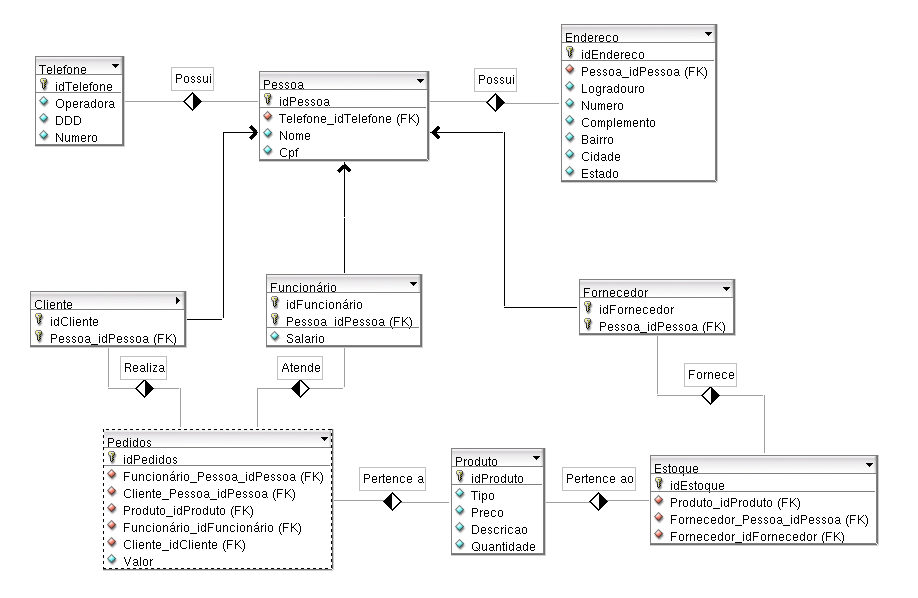 Telefone
idTelefone
Operadora
DDD
Numero
Possui
Pessoa
idPessoa
Telefone_idTelefone (FK)
Nome
Cpf
Possui
Endereco
idEndereco
Pessoa_idPessoa (FK)
Logradouro
Numero
Complemento
Bairro
Cidade
Estado
Cliente
idCliente
Pessoa_idPessoa (FK)
Funcionário
idFuncionário
Pessoa_idPessoa (FK)
Salario
Fornecedor
idFornecedor
Pessoa_idPessoa (FK)
Realiza
Atende
Fornece
Pedidos
idPedidos
Funcionário_Pessoa_idPessoa (FK)
Cliente_Pessoa_idPessoa (FK)
Produto_idProduto (FK)
Funcionário_idFuncionário (FK)
Cliente_idCliente (FK)
Valor
Pertence a
Produto
idProduto
Tipo
Preco
Descricao
Quantidade
Pertence ao
Estoque
idEstoque
Produto_idProduto (FK)
Fornecedor_Pessoa_idPessoa (FK)
Fornecedor_idFornecedor (FK)